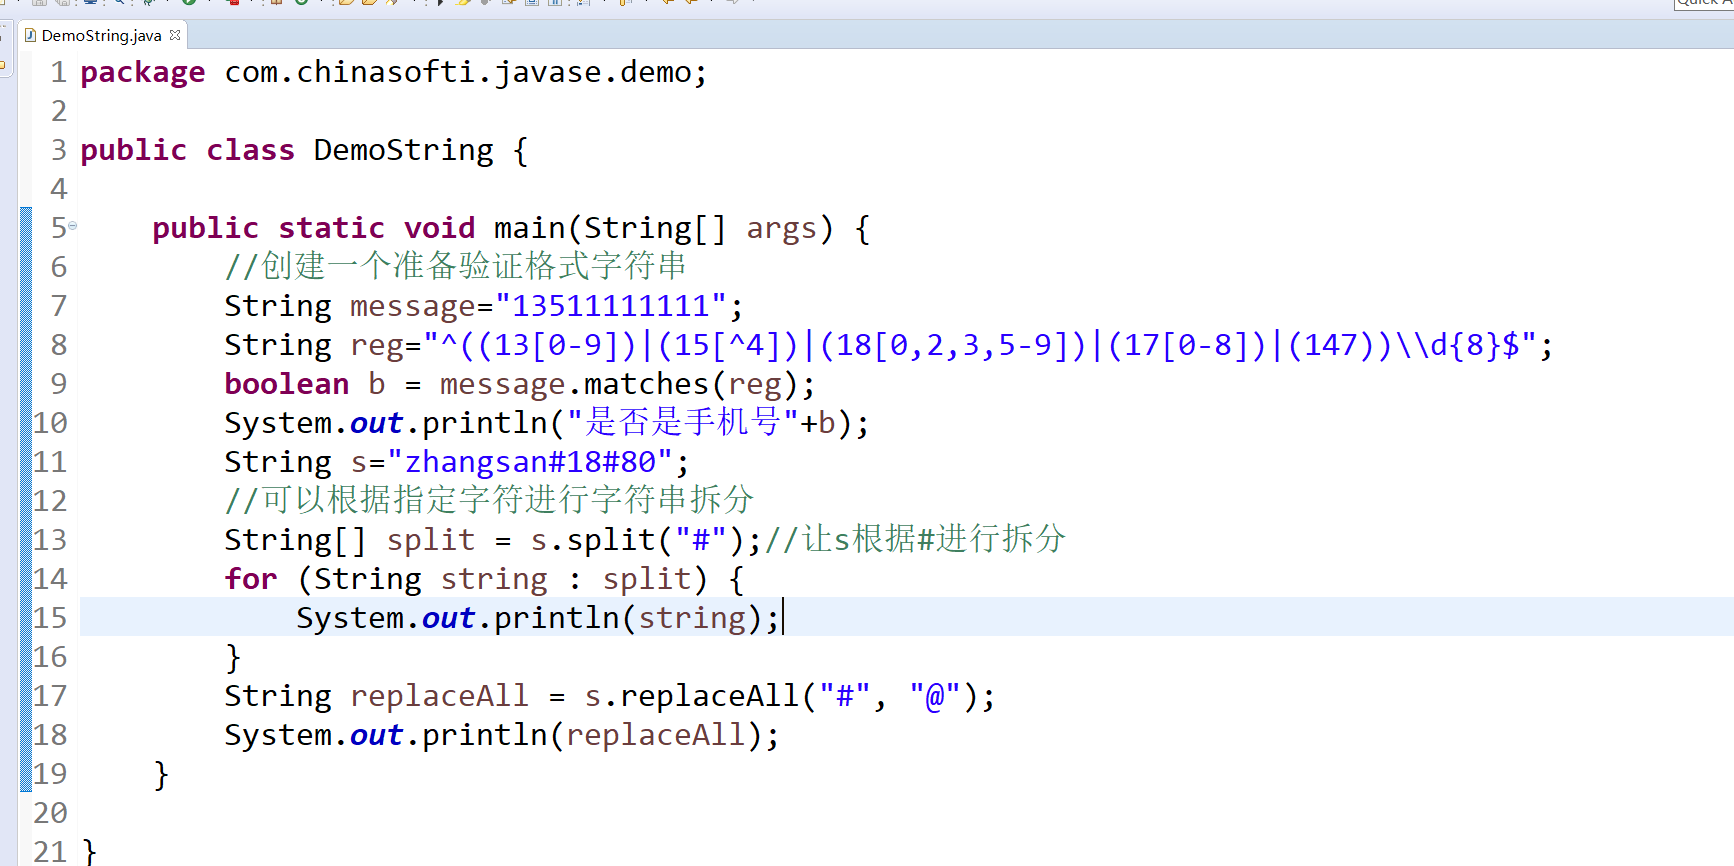 Quick A
DemoString.java
1 package com.chinasofti.javase.demo;
2
3 public class DemoString {
4
5     public static void main(String[] args) {
6         //创建一个准备验证格式字符串
7         String message="13511111111";
8         String reg="^((13[0-9])|(15[^4])|(18[0,2,3,5-9])|(17[0-8])|(147))\\d{8}$";
9         boolean b = message.matches(reg);
10         System.out.println("是否是手机号"+b);
11         String s="zhangsan#18#80";
12         //可以根据指定字符进行字符串拆分
13         String[] split = s.split("#");//让s根据#进行拆分
14         for (String string : split) {
15             System.out.println(string);
16         }
17         String replaceAll = s.replaceAll("#", "@");
18         System.out.println(replaceAll);
19     }
20
21 }